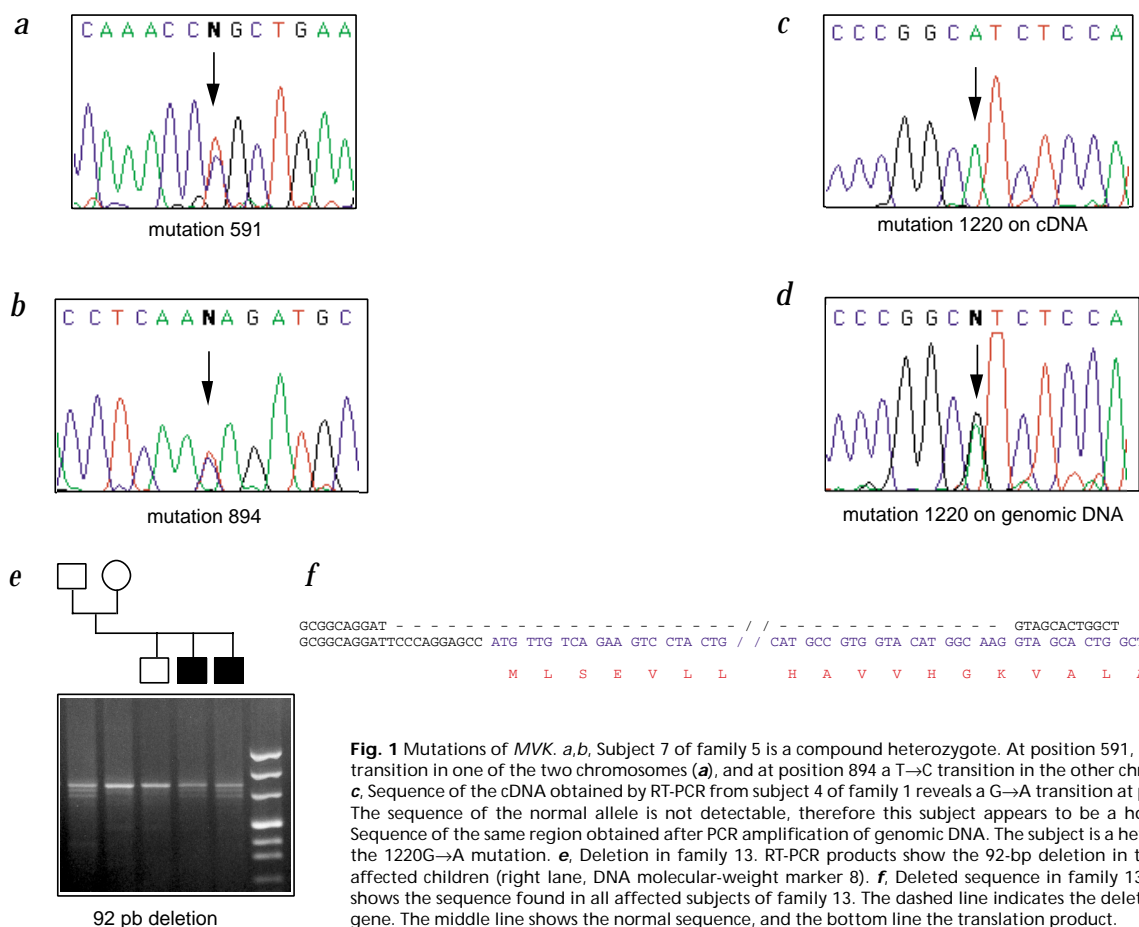 a
C A A A C C N G C T G A A
mutation 591
b
C C T C A A N A G A T G C
mutation 894
c
C C C G G C A T C T C C A
mutation 1220 on cDNA
d
C C C G G C N T C T C C A
mutation 1220 on genomic DNA
e
92 pb deletion
f
GCGGCAGGAT - - - - - - - - - - - - - - - - - - - - / / - - - - - - - - - - - - - - GTAGCACTGGCT
GCGGCAGGATTCCCAGGAGCC ATG TTG TCA GAA GTC CTA CTG / / CAT GCC GTG GTA CAT GGC AAG GTA GCA CTG GC
M L S E V L L H A V V H G K V A L
Fig. 1 Mutations of MVK. a,b, Subject 7 of family 5 is a compound heterozygote. At position 591,
transition in one of the two chromosomes (a), and at position 894 a T→C transition in the other
c, Sequence of the cDNA obtained by RT-PCR from subject 4 of family 1 reveals a G→A transition at
The sequence of the normal allele is not detectable, therefore this subject appears to be a
Sequence of the same region obtained after PCR amplification of genomic DNA. The subject is a
the 1220G→A mutation. e, Deletion in family 13. RT-PCR products show the 92-bp deletion in
affected children (right lane, DNA molecular-weight marker 8). f, Deleted sequence in family 13
shows the sequence found in all affected subjects of family 13. The dashed line indicates the
gene. The middle line shows the normal sequence, and the bottom line the translation product.